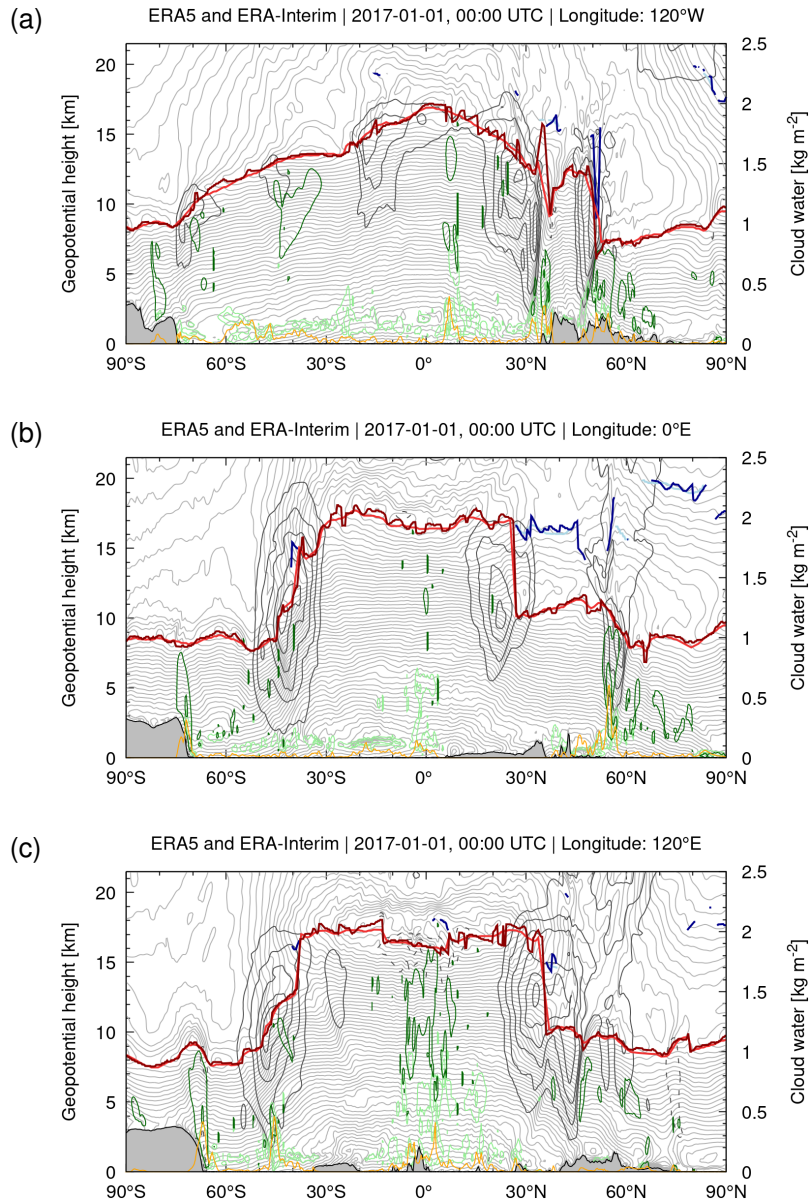 (a)
ERA5 and ERA-Interim | 2017-01-01, 00:00 UTC | Longitude: 120°W
Geopotential height [km]
20
15
10
5
0
2.5
2
1.5
1
0.5
0
Cloud water [kg m-2]
90°S 60°S 30°S 0° 30°N 60°N 90°N
(b)
ERA5 and ERA-Interim | 2017-01-01, 00:00 UTC | Longitude: 0°E
Geopotential height [km]
20
15
10
5
0
2.5
2
1.5
1
0.5
0
Cloud water [kg m-2]
90°S 60°S 30°S 0° 30°N 60°N 90°N
(c)
ERA5 and ERA-Interim | 2017-01-01, 00:00 UTC | Longitude: 120°E
Geopotential height [km]
20
15
10
5
0
2.5
2
1.5
1
0.5
0
Cloud water [kg m-2]
90°S 60°S 30°S 0° 30°N 60°N 90°N